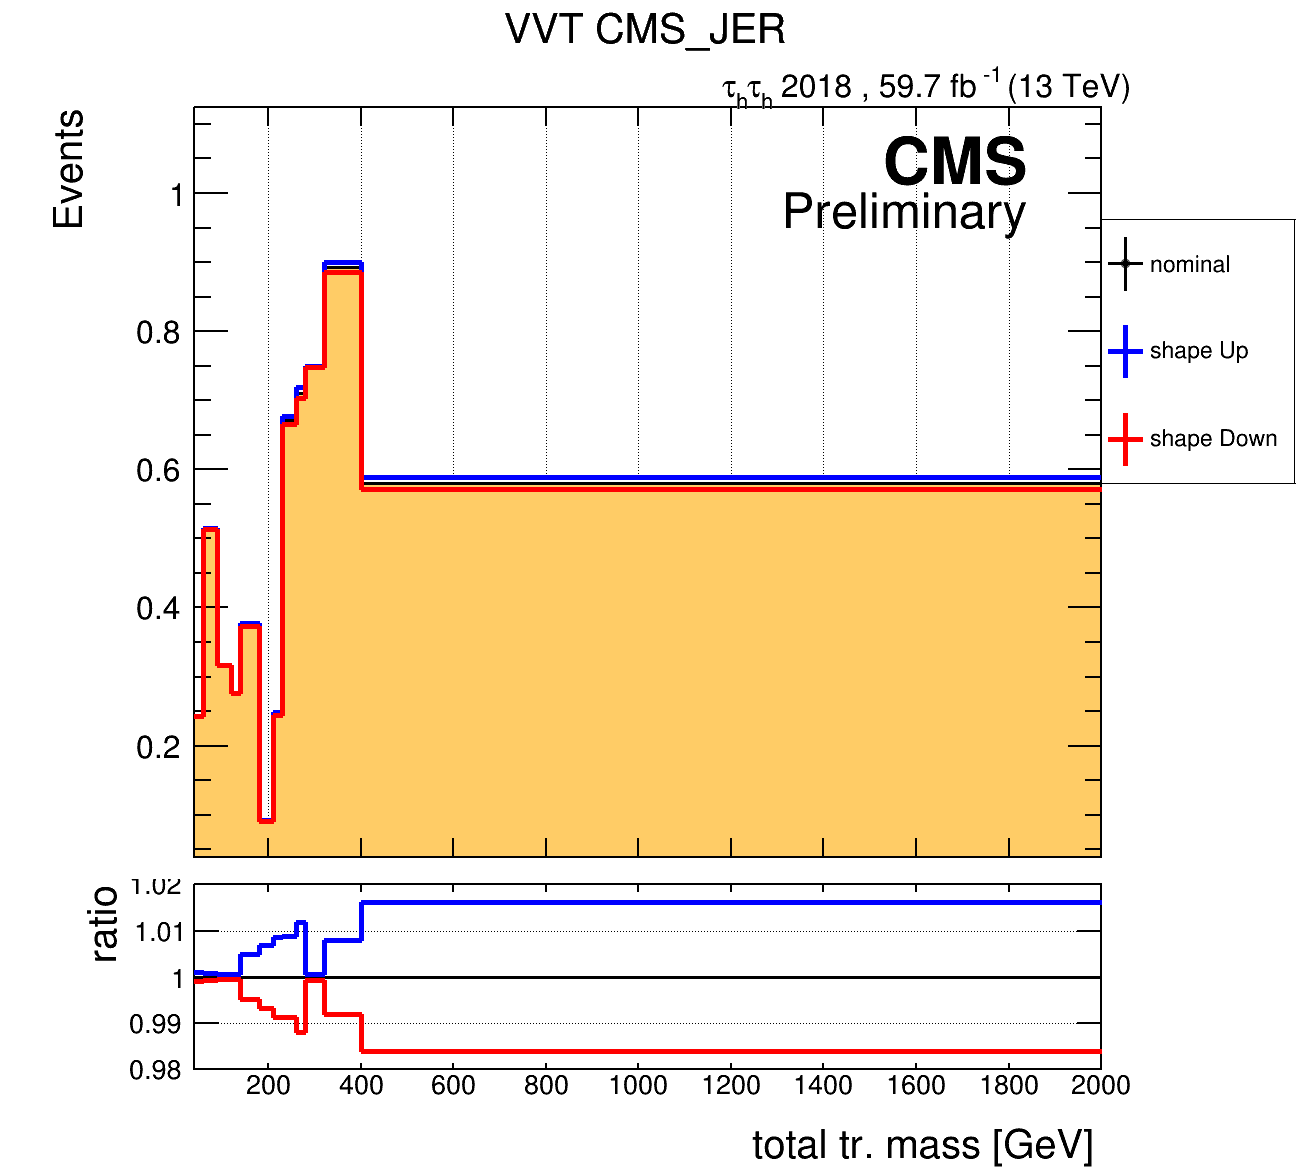 VVT CMS_JER
τhτh 2018 , 59.7 fb -1 (13 TeV)
Events
CMS
Preliminary
1
0.8
0.6
0.4
0.2
nominal
shape Up
shape Down
ratio
1.02
1.01
1
0.99
0.98
200 400 600 800 1000 1200 1400 1600 1800 2000
total tr. mass [GeV]